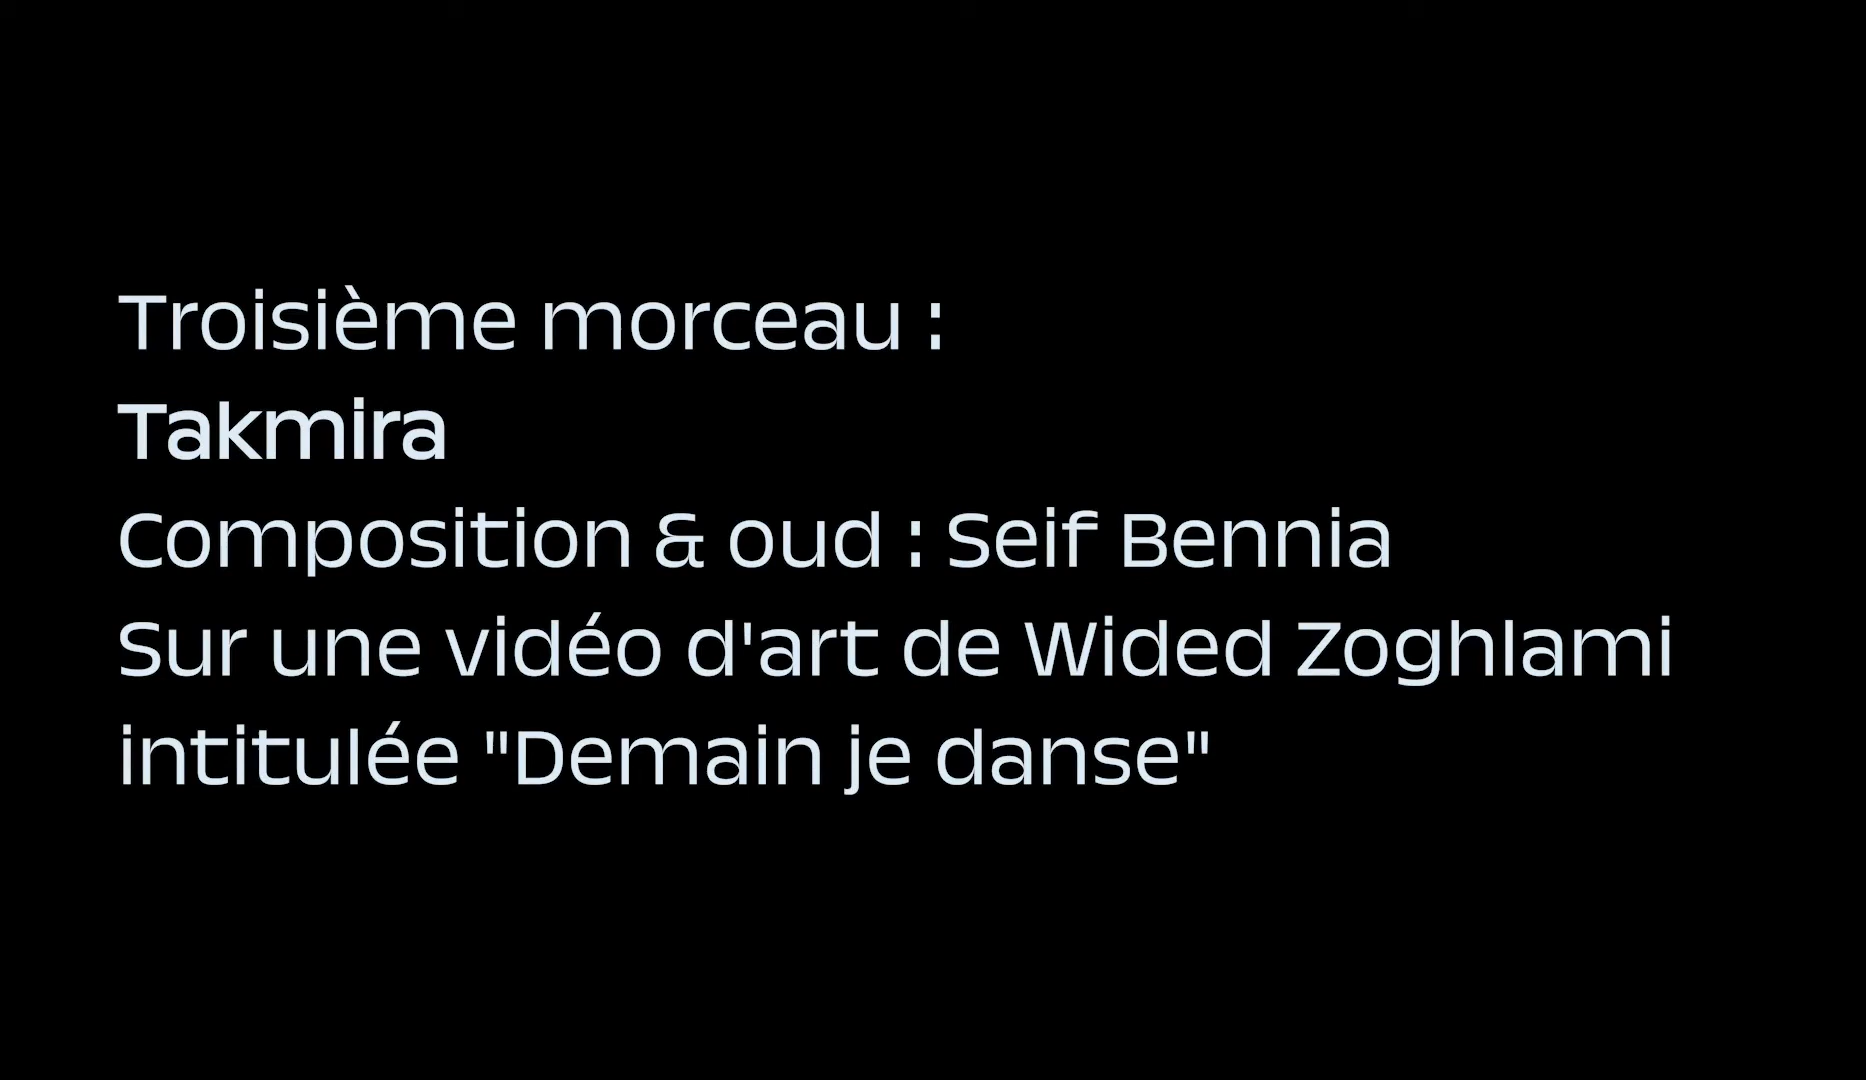 Troisième morceau :
Takmira
Composition & oud : Seif Bennia
Sur une vidéo d'art de Wided Zoghlami
intitulée "Demain je danse"